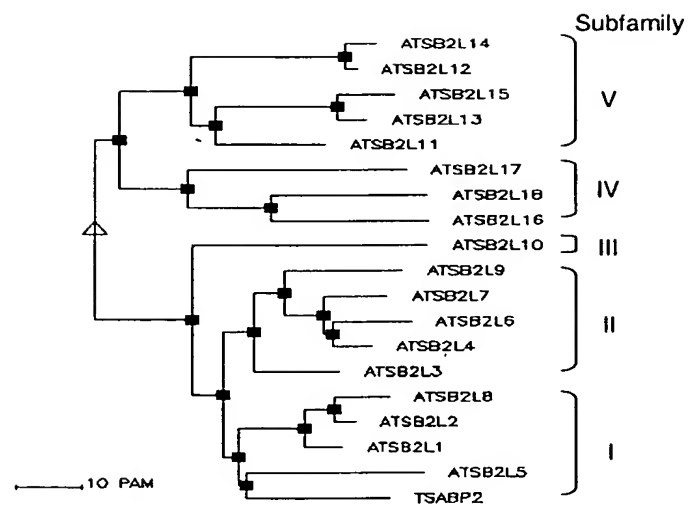 Subfamily
ATSB2L14
ATSB2L12
ATSB2L15
V
ATSB2L13
ATSB2L11
ATSB2L17
ATSB2L18
IV
ATSB2L16
ATSB2L10
III
ATSB2L9
ATSB2L7
ATSB2L6
II
ATSB2L4
ATSB2L3
ATSB2L8
ATSB2L2
ATSB2L1
I
ATSB2L5
10 PAM
TSABP2